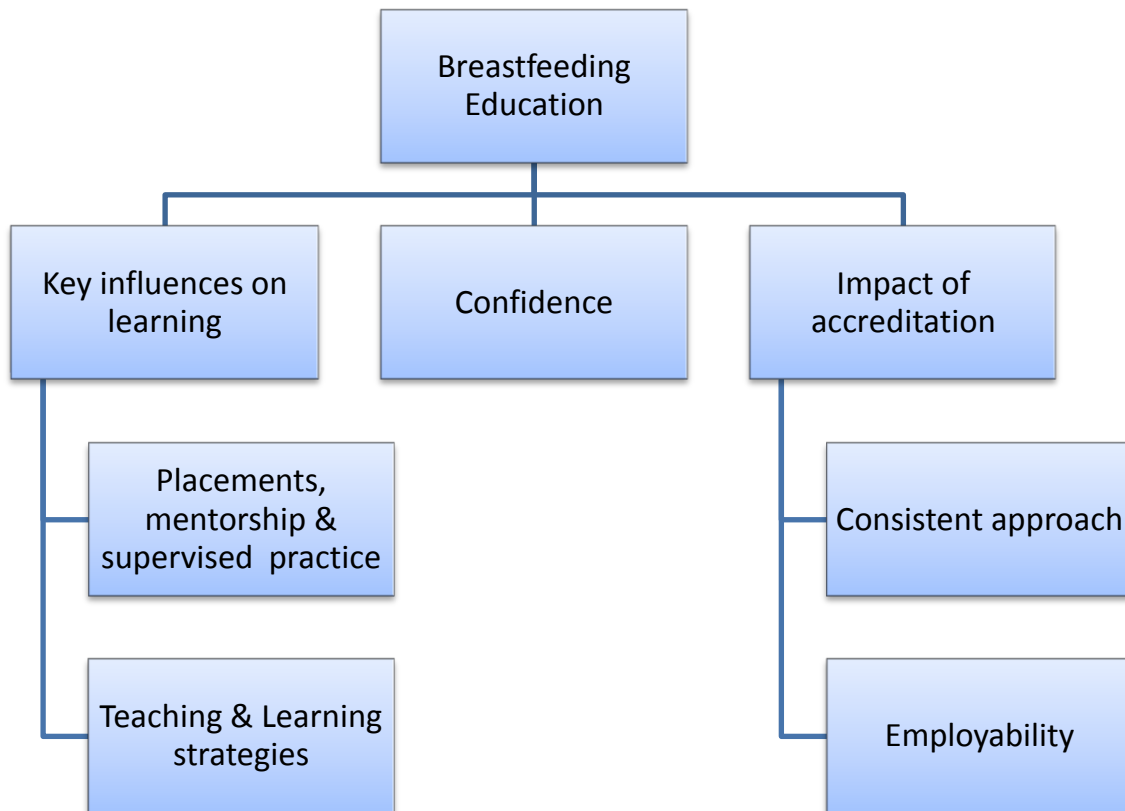 Breastfeeding
Education
Key influences on
learning
Confidence
Impact of
accreditation
Placements,
mentorship &
supervised  practice
Consistent approach
Teaching & Learning
strategies
Employability